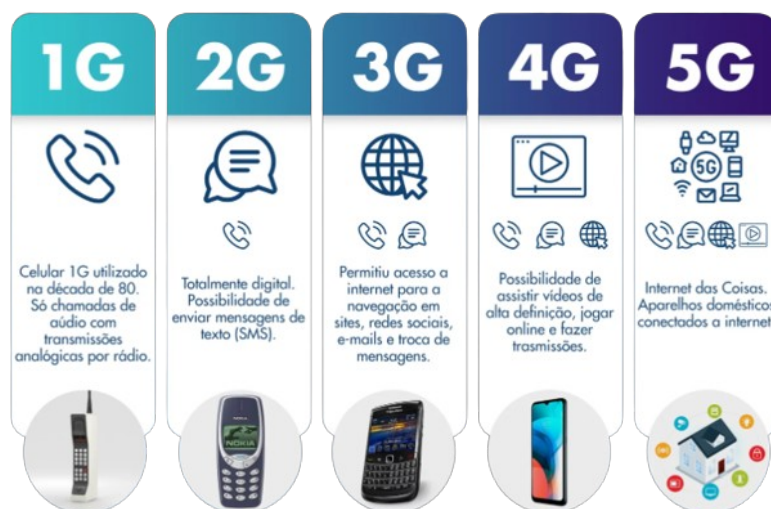 1G
Celular 1G utilizado
na década de 80.
Só chamadas de
aúdio com
transmissões
analógicas por rádio.
2G
Totalmente digital.
Possibilidade de
enviar mensagens de
texto (SMS).
NOKIA
NOKIA
3G
Permitiu acesso a
internet para a
navegação em
sites, redes sociais,
e-mails e troca de
mensagens.
4G
Possibilidade de
assistir vídeos de
alta definição, jogar
online e fazer
trasmissões.
5G
5G
Internet das Coisas.
Aparelhos domésticos
conectados a internet